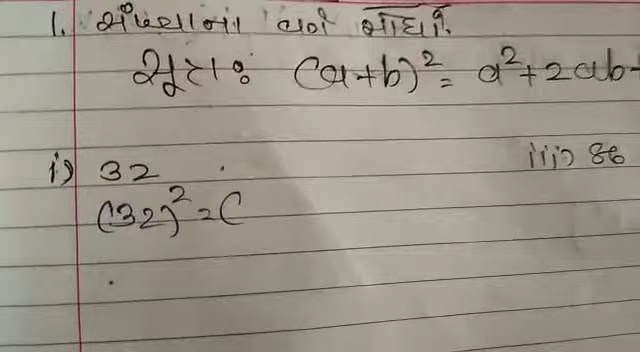 1. સંખ્યાના વર્ગ શોધો.
સૂત્ર : (a+b)² = a²+2ab+
i) 32
iii) 86
(32)² = (